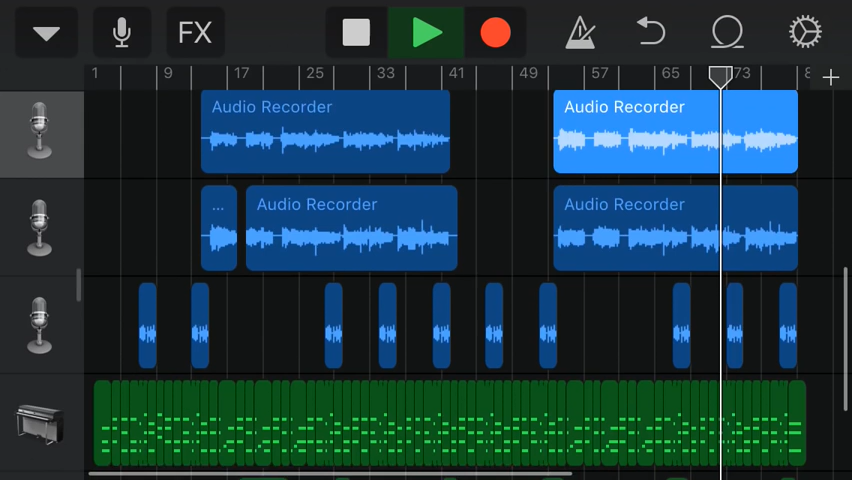 FX
1 9 17 25 33 41 49 57 65 73 8
Audio Recorder Audio Recorder
... Audio Recorder Audio Recorder